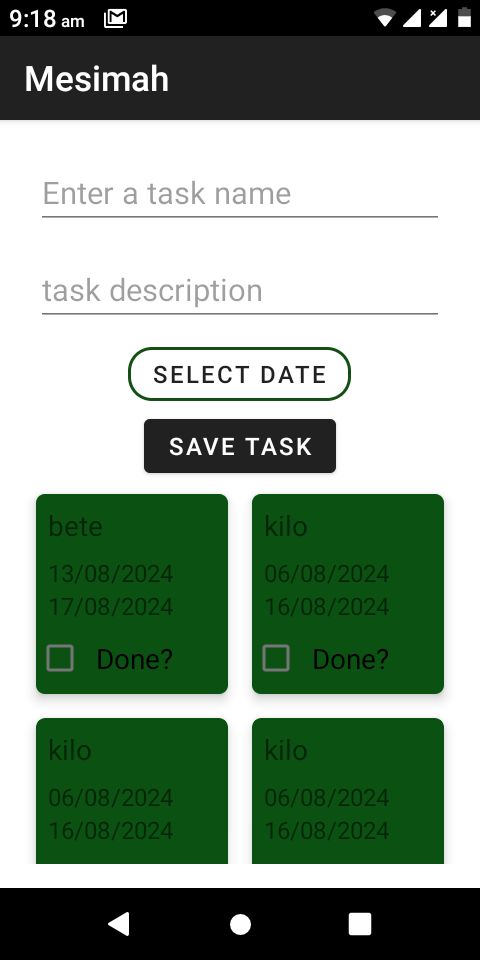 9:18 am
Mesimah
Enter a task name
task description
SELECT DATE
SAVE TASK
bete
13/08/2024
17/08/2024
Done?
kilo
06/08/2024
16/08/2024
Done?
kilo
06/08/2024
16/08/2024
kilo
06/08/2024
16/08/2024